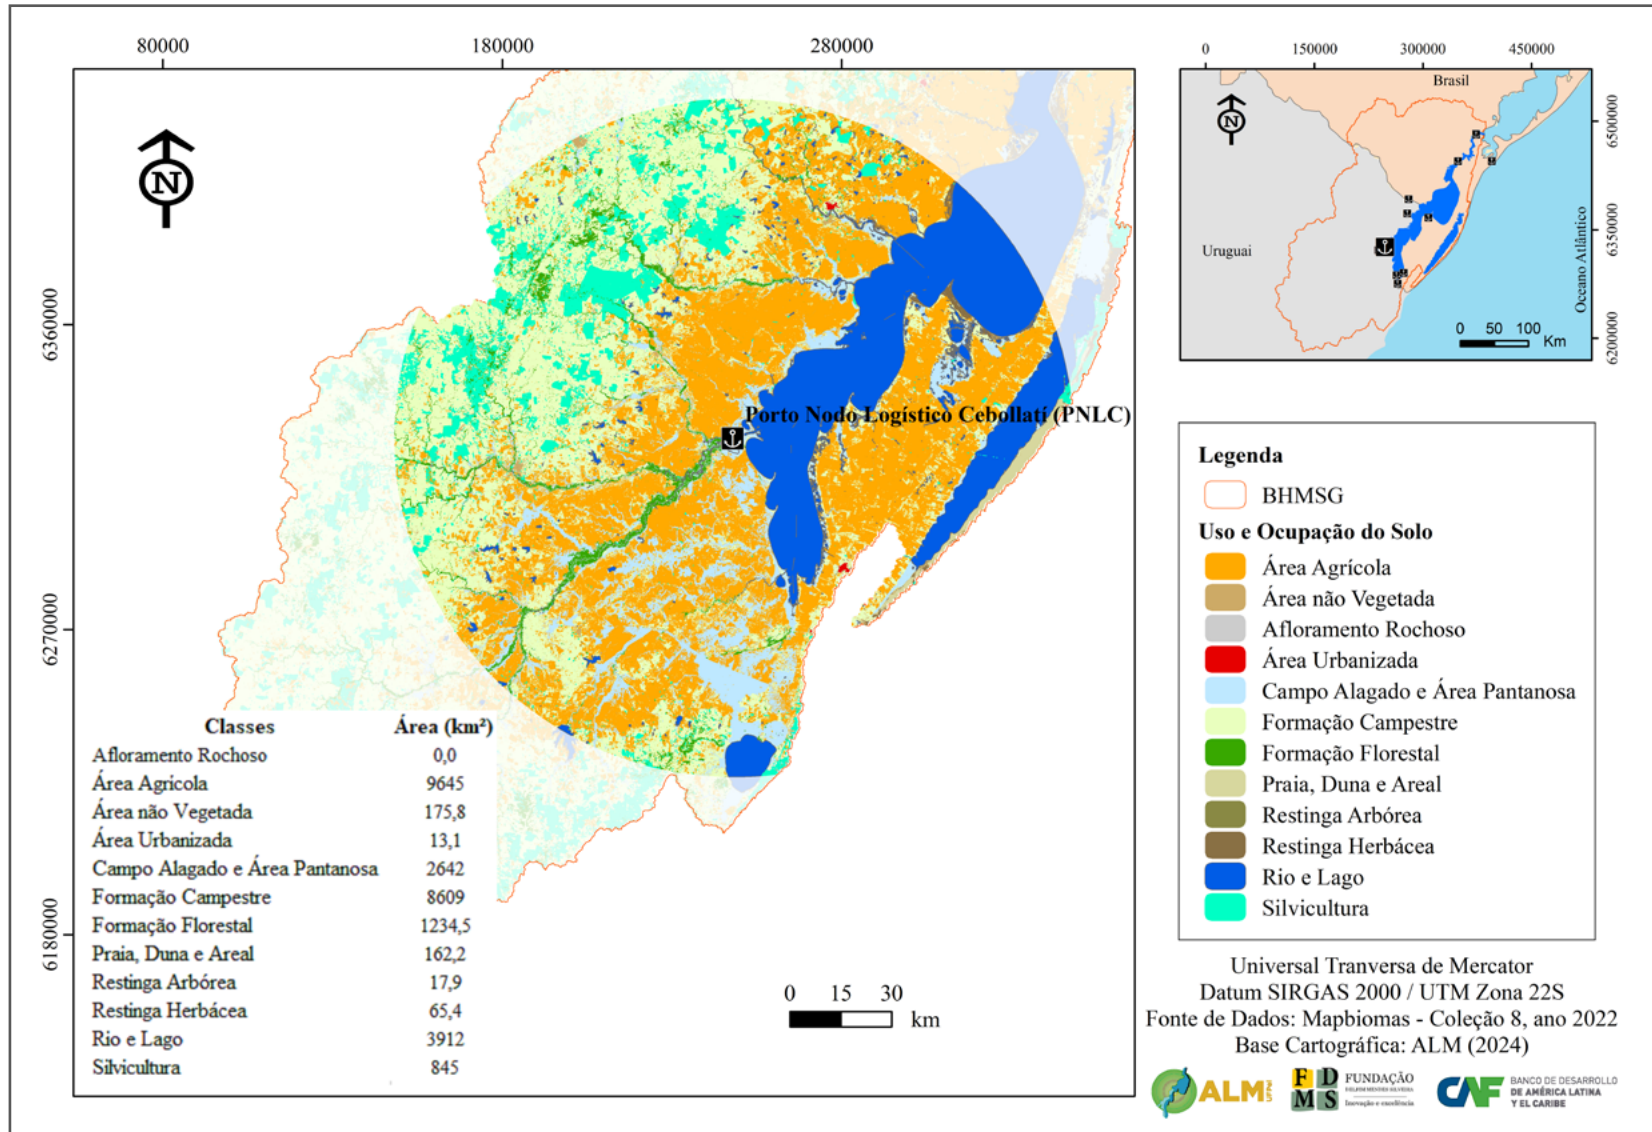 80000
180000
280000
6360000
6270000
6180000
N
Porto Nodo Logístico Cebollatí (PNLC)
Classes Área (km²)
Afloramento Rochoso 0,0
Área Agrícola 9645
Área não Vegetada 175,8
Área Urbanizada 13,1
Campo Alagado e Área Pantanosa 2642
Formação Campestre 8609
Formação Florestal 1234,5
Praia, Duna e Areal 162,2
Restinga Arbórea 17,9
Restinga Herbácea 65,4
Rio e Lago 3912
Silvicultura 845
0 15 30
km
0 150000 300000 450000
Brasil
N
Uruguai
Oceano Atlântico
6500000
6350000
6200000
0 50 100
Km
Legenda
BHMSG
Uso e Ocupação do Solo
Área Agrícola
Área não Vegetada
Afloramento Rochoso
Área Urbanizada
Campo Alagado e Área Pantanosa
Formação Campestre
Formação Florestal
Praia, Duna e Areal
Restinga Arbórea
Restinga Herbácea
Rio e Lago
Silvicultura
Universal Tranversa de Mercator
Datum SIRGAS 2000 / UTM Zona 22S
Fonte de Dados: Mapbiomas - Coleção 8, ano 2022
Base Cartográfica: ALM (2024)
ALM UFPel
F D
M S
FUNDAÇÃO
DELFIM MENDES SILVEIRA
Inovação e excelência
CAF
BANCO DE DESARROLLO
DE AMÉRICA LATINA
Y EL CARIBE